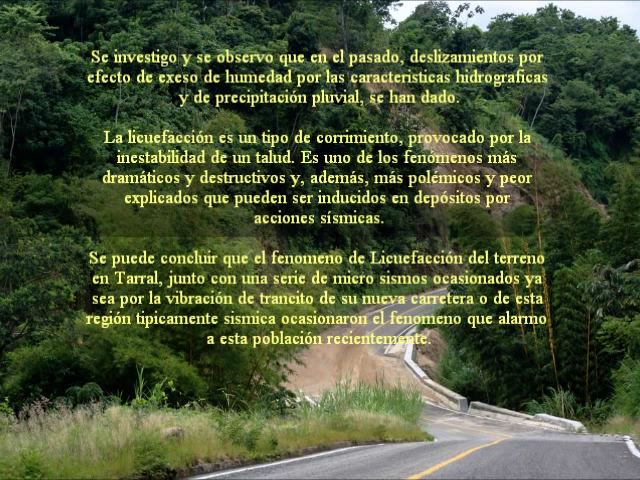 Se investigo y se observo que en el pasado, deslizamientos por
efecto de exeso de humedad por las caracteristicas hidrograficas
y de precipitación pluvial, se han dado.
La licuefacción es un tipo de corrimiento, provocado por la
inestabilidad de un talud. Es uno de los fenómenos más
dramáticos y destructivos y, además, más polémicos y peor
explicados que pueden ser inducidos en depósitos por
acciones sísmicas.
Se puede concluir que el fenomeno de Licuefacción del terreno
en Tarral, junto con una serie de micro sismos ocasionados ya
sea por la vibración de trancito de su nueva carretera o de esta
región tipicamente sismica ocasionaron el fenomeno que alarmo
a esta población recientemente.